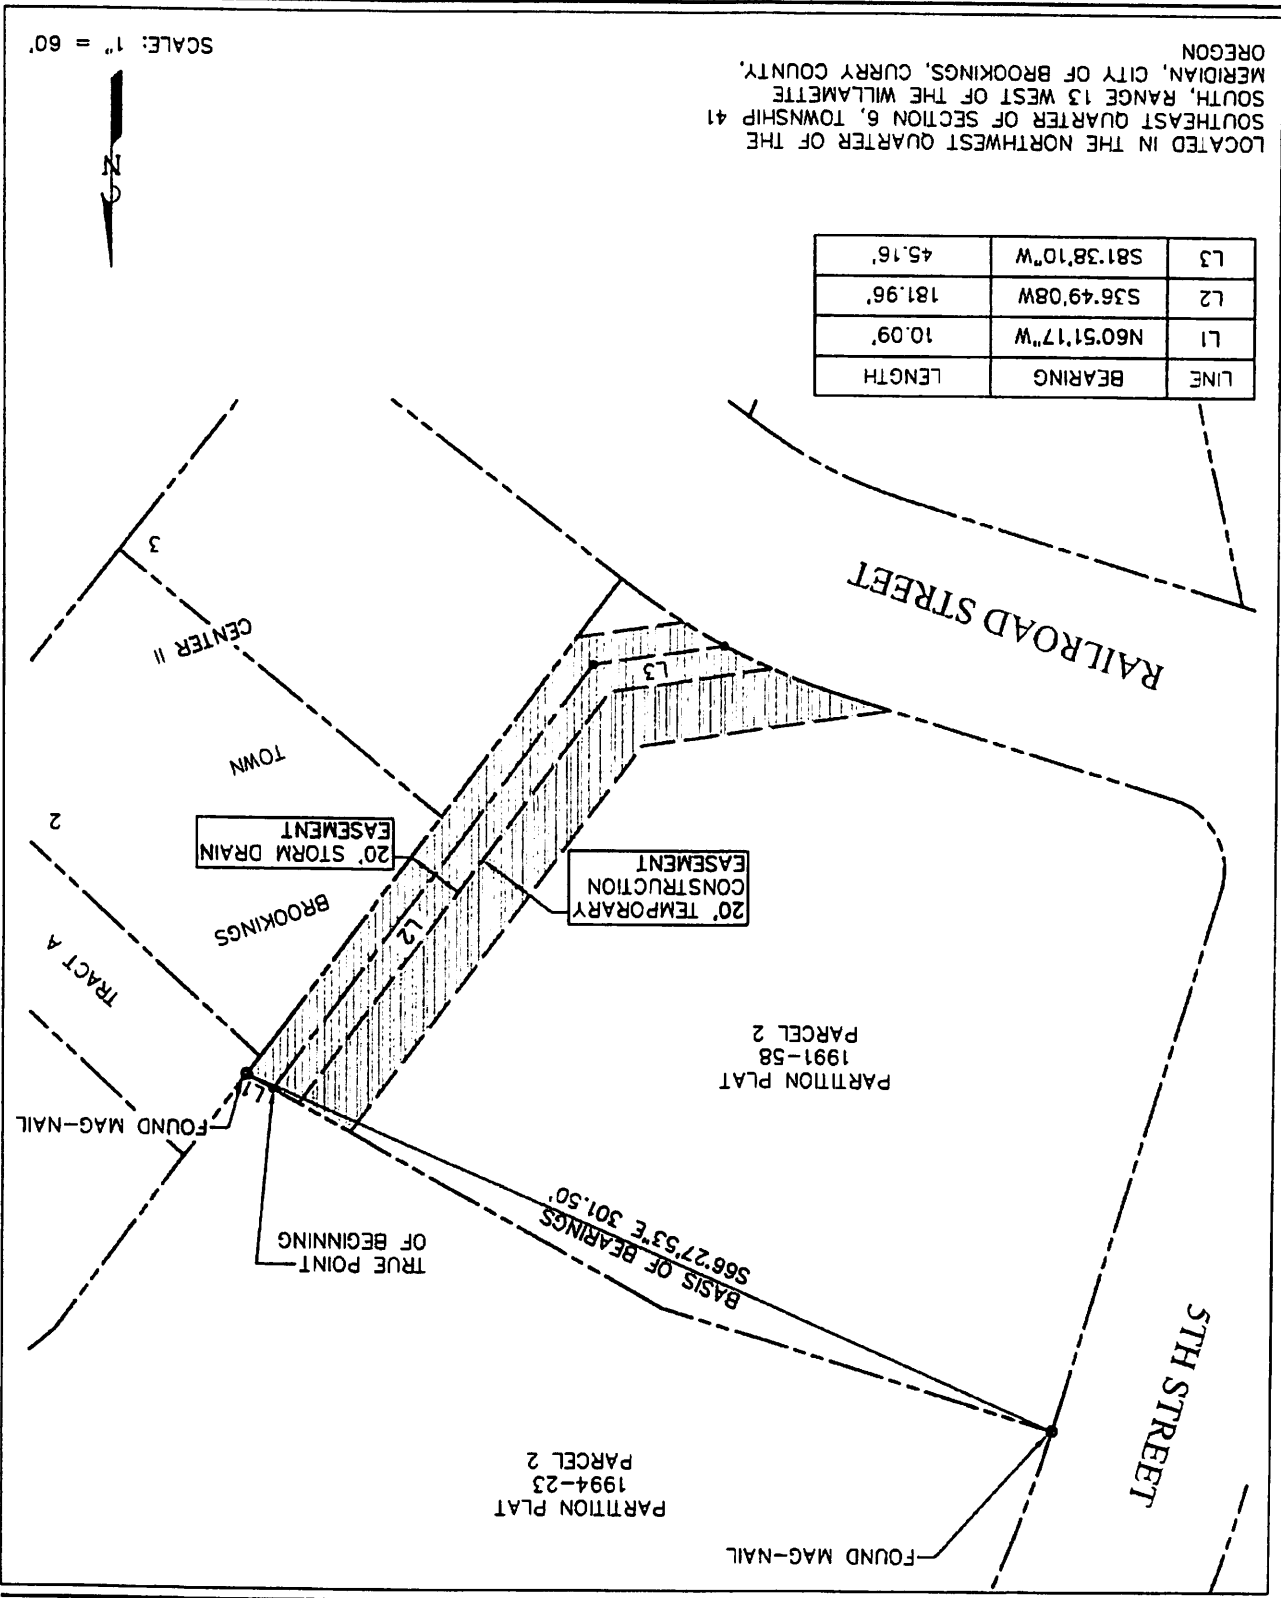 FOUND MAG-NAIL
5TH STREET
PARTITION PLAT
1994-23
PARCEL 2
BASIS OF BEARINGS
S66°27'53"E 301.50'
TRUE POINT
OF BEGINNING
FOUND MAG-NAIL
L1
PARTITION PLAT
1991-58
PARCEL 2
TRACT A
BROOKINGS
L2
20' TEMPORARY
CONSTRUCTION
EASEMENT
20' STORM DRAIN
EASEMENT
2
TOWN
L3
CENTER II
RAILROAD STREET
3
LINE BEARING LENGTH
L1 N60°51'17"W 10.09'
L2 S36°49'08W 181.96'
L3 S81°38'10"W 45.16'
N
LOCATED IN THE NORTHWEST QUARTER OF THE
SOUTHEAST QUARTER OF SECTION 6, TOWNSHIP 41
SOUTH, RANGE 13 WEST OF THE WILLAMETTE
MERIDIAN, CITY OF BROOKINGS, CURRY COUNTY,
OREGON
SCALE: 1" = 60'